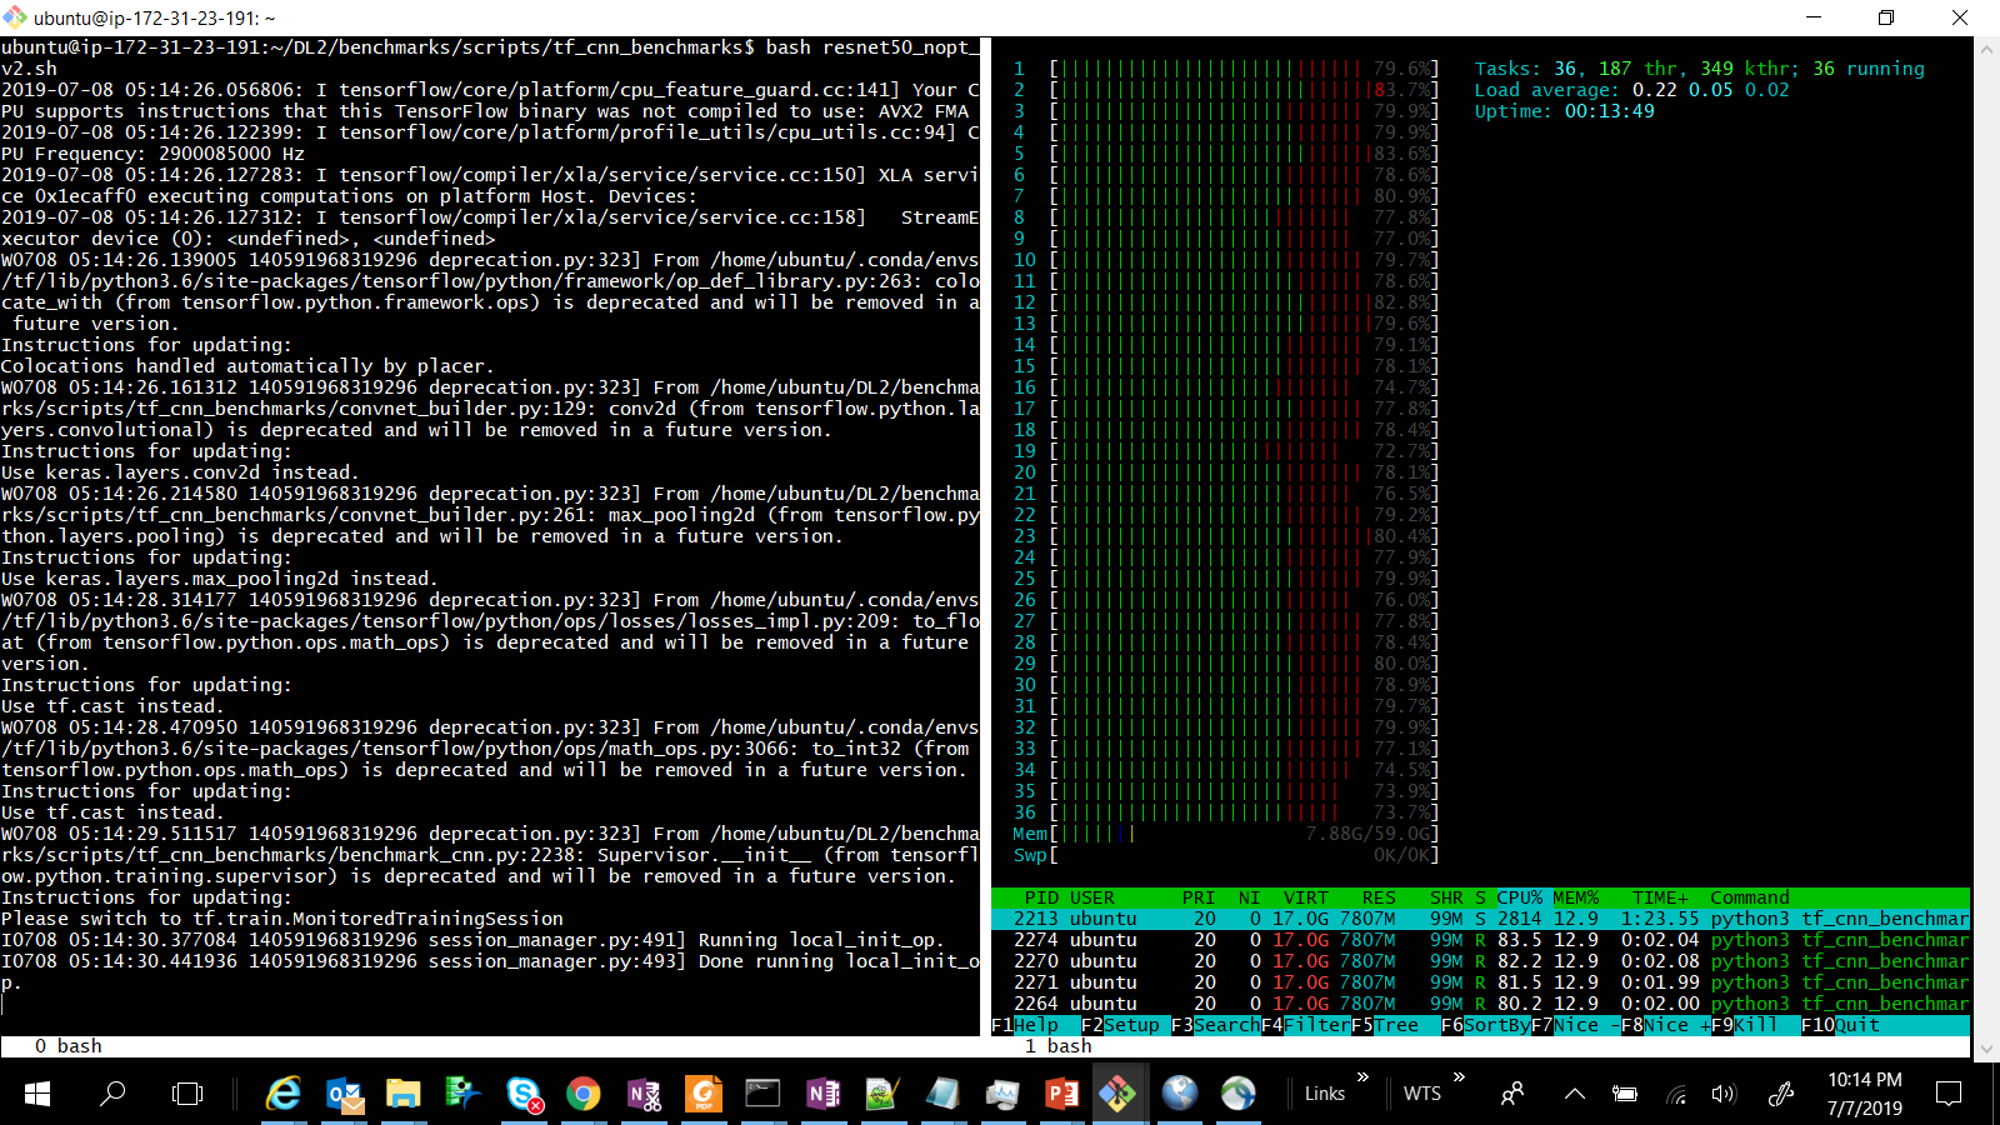 ubuntu@ip-172-31-23-191: ~
ubuntu@ip-172-31-23-191:~/DL2/benchmarks/scripts/tf_cnn_benchmarks$ bash resnet50_nopt_
v2.sh
2019-07-08 05:14:26.056806: I tensorflow/core/platform/cpu_feature_guard.cc:141] Your C
PU supports instructions that this TensorFlow binary was not compiled to use: AVX2 FMA
2019-07-08 05:14:26.122399: I tensorflow/core/platform/profile_utils/cpu_utils.cc:94] C
PU Frequency: 2900085000 Hz
2019-07-08 05:14:26.127283: I tensorflow/compiler/xla/service/service.cc:150] XLA servi
ce 0x1ecaff0 executing computations on platform Host. Devices:
2019-07-08 05:14:26.127312: I tensorflow/compiler/xla/service/service.cc:158]   StreamE
xecutor device (0): <undefined>, <undefined>
W0708 05:14:26.139005 140591968319296 deprecation.py:323] From /home/ubuntu/.conda/envs
/tf/lib/python3.6/site-packages/tensorflow/python/framework/op_def_library.py:263: colo
cate_with (from tensorflow.python.framework.ops) is deprecated and will be removed in a
 future version.
Instructions for updating:
Colocations handled automatically by placer.
W0708 05:14:26.161312 140591968319296 deprecation.py:323] From /home/ubuntu/DL2/benchma
rks/scripts/tf_cnn_benchmarks/convnet_builder.py:129: conv2d (from tensorflow.python.la
yers.convolutional) is deprecated and will be removed in a future version.
Instructions for updating:
Use keras.layers.conv2d instead.
W0708 05:14:26.214580 140591968319296 deprecation.py:323] From /home/ubuntu/DL2/benchma
rks/scripts/tf_cnn_benchmarks/convnet_builder.py:261: max_pooling2d (from tensorflow.py
thon.layers.pooling) is deprecated and will be removed in a future version.
Instructions for updating:
Use keras.layers.max_pooling2d instead.
W0708 05:14:28.314177 140591968319296 deprecation.py:323] From /home/ubuntu/.conda/envs
/tf/lib/python3.6/site-packages/tensorflow/python/ops/losses/losses_impl.py:209: to_flo
at (from tensorflow.python.ops.math_ops) is deprecated and will be removed in a future
version.
Instructions for updating:
Use tf.cast instead.
W0708 05:14:28.470950 140591968319296 deprecation.py:323] From /home/ubuntu/.conda/envs
/tf/lib/python3.6/site-packages/tensorflow/python/ops/math_ops.py:3066: to_int32 (from
tensorflow.python.ops.math_ops) is deprecated and will be removed in a future version.
Instructions for updating:
Use tf.cast instead.
W0708 05:14:29.511517 140591968319296 deprecation.py:323] From /home/ubuntu/DL2/benchma
rks/scripts/tf_cnn_benchmarks/benchmark_cnn.py:2238: Supervisor.__init__ (from tensorfl
ow.python.training.supervisor) is deprecated and will be removed in a future version.
Instructions for updating:
Please switch to tf.train.MonitoredTrainingSession
I0708 05:14:30.377084 140591968319296 session_manager.py:491] Running local_init_op.
I0708 05:14:30.441936 140591968319296 session_manager.py:493] Done running local_init_o
p.
0 bash
1 [79.6%]
2 [83.7%]
3 [79.9%]
4 [79.9%]
5 [83.6%]
6 [78.6%]
7 [80.9%]
8 [77.8%]
9 [77.0%]
10 [79.7%]
11 [78.6%]
12 [82.8%]
13 [79.6%]
14 [79.1%]
15 [78.1%]
16 [74.7%]
17 [77.8%]
18 [78.4%]
19 [72.7%]
20 [78.1%]
21 [76.5%]
22 [79.2%]
23 [80.4%]
24 [77.9%]
25 [79.9%]
26 [76.0%]
27 [77.8%]
28 [78.4%]
29 [80.0%]
30 [78.9%]
31 [79.7%]
32 [79.9%]
33 [77.1%]
34 [74.5%]
35 [73.9%]
36 [73.7%]
Mem[7.88G/59.0G]
Swp[0K/0K]
Tasks: 36, 187 thr, 349 kthr; 36 running
Load average: 0.22 0.05 0.02
Uptime: 00:13:49
PID USER PRI NI VIRT RES SHR S CPU% MEM% TIME+ Command
2213 ubuntu 20 0 17.0G 7807M 99M S 2814 12.9 1:23.55 python3 tf_cnn_benchmar
2274 ubuntu 20 0 17.0G 7807M 99M R 83.5 12.9 0:02.04 python3 tf_cnn_benchmar
2270 ubuntu 20 0 17.0G 7807M 99M R 82.2 12.9 0:02.08 python3 tf_cnn_benchmar
2271 ubuntu 20 0 17.0G 7807M 99M R 81.5 12.9 0:01.99 python3 tf_cnn_benchmar
2264 ubuntu 20 0 17.0G 7807M 99M R 80.2 12.9 0:02.00 python3 tf_cnn_benchmar
F1Help F2Setup F3SearchF4FilterF5Tree F6SortByF7Nice -F8Nice +F9Kill F10Quit
1 bash
Links » WTS »
10:14 PM
7/7/2019